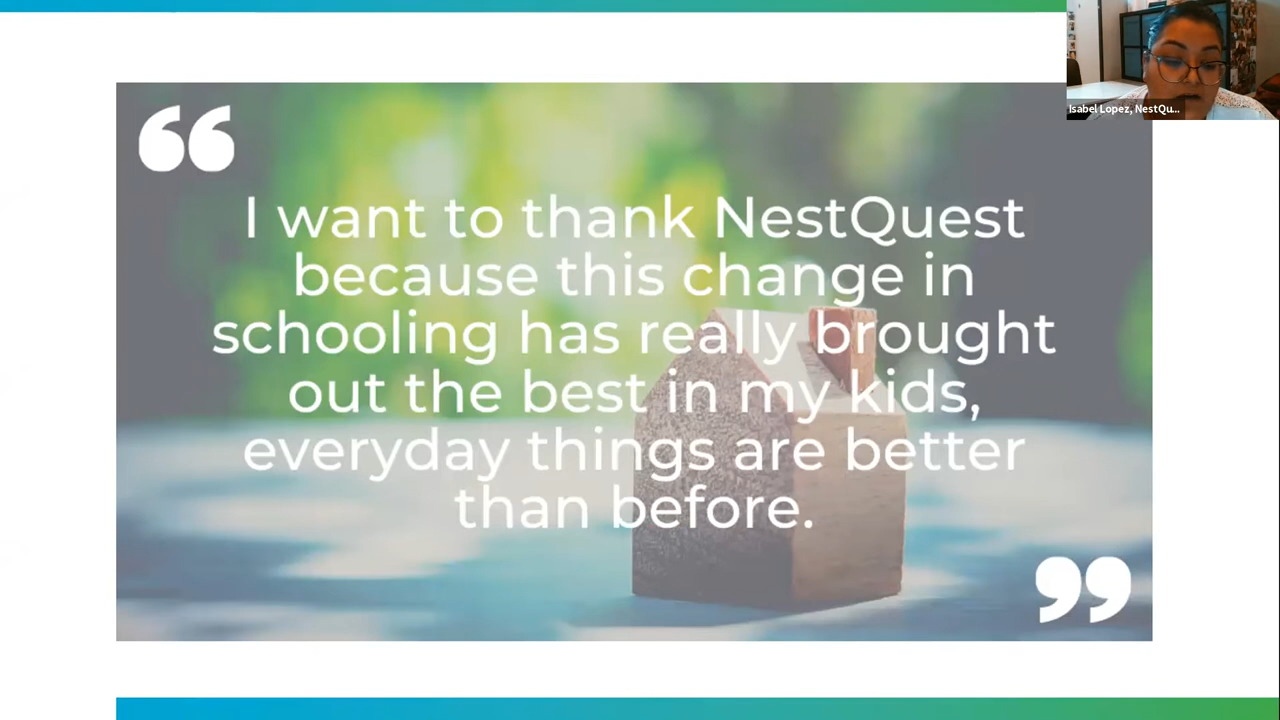 Isabel Lopez, NestQu...
“
I want to thank NestQuest
because this change in
schooling has really brought
out the best in my kids,
everyday things are better
than before.
”